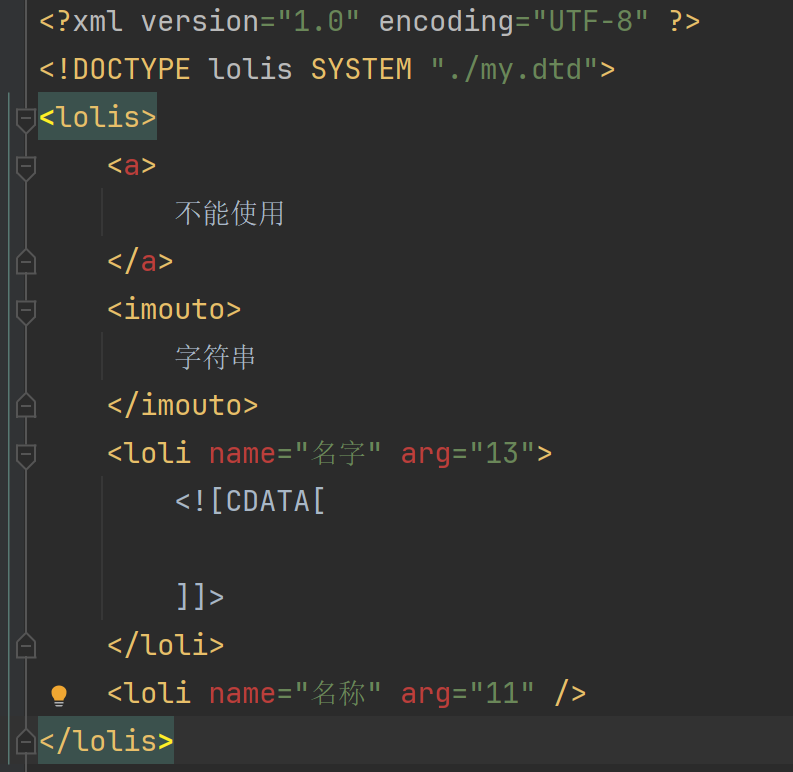 <?xml version="1.0" encoding="UTF-8" ?>
<!DOCTYPE lolis SYSTEM "./my.dtd">
<lolis>
<a>
不能使用
</a>
<imouto>
字符串
</imouto>
<loli name="名字" arg="13">
<![CDATA[
]]>
</loli>
<loli name="名称" arg="11" />
</lolis>